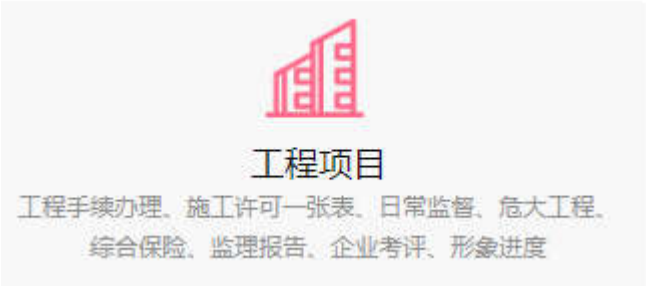 工程项目
工程手续办理、施工许可一张表、日常监督、危大工程、
综合保险、监理报告、企业考评、形象进度